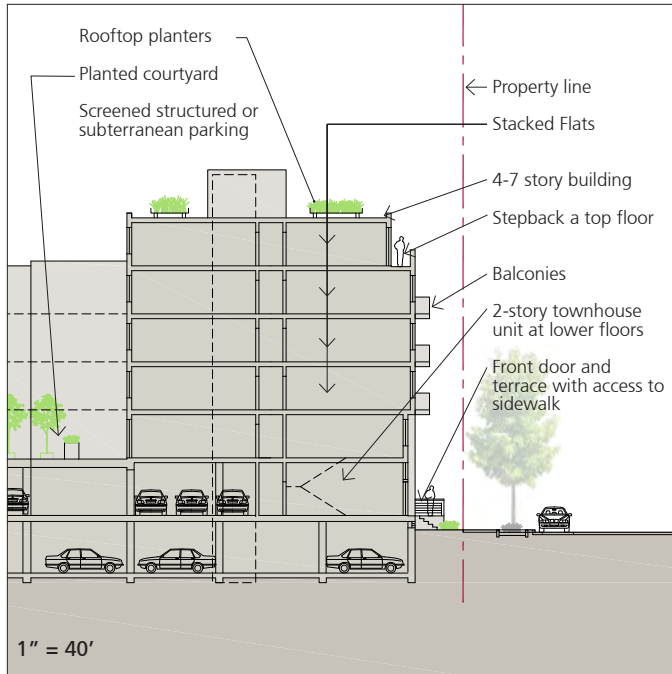 Rooftop planters
Planted courtyard
Screened structured or
subterranean parking
Property line
Stacked Flats
4-7 story building
Stepback a top floor
Balconies
2-story townhouse
unit at lower floors
Front door and
terrace with access to
sidewalk
1” = 40’